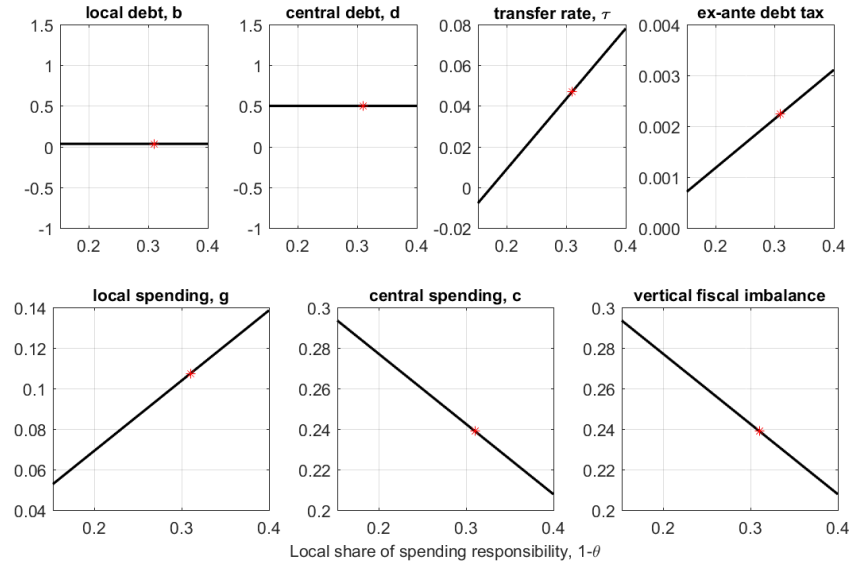 local debt, b
1.5
1
0.5
0
-0.5
-1
0.2 0.3 0.4
central debt, d
1.5
1
0.5
0
-0.5
-1
0.2 0.3 0.4
transfer rate, τ
0.08
0.06
0.04
0.02
0
-0.02
0.2 0.3 0.4
ex-ante debt tax
0.004
0.003
0.002
0.001
0.000
0.2 0.3 0.4
local spending, g
0.14
0.12
0.1
0.08
0.06
0.04
0.2 0.3 0.4
central spending, c
0.3
0.28
0.26
0.24
0.22
0.2
0.2 0.3 0.4
vertical fiscal imbalance
0.3
0.28
0.26
0.24
0.22
0.2
0.2 0.3 0.4
Local share of spending responsibility, 1-θ